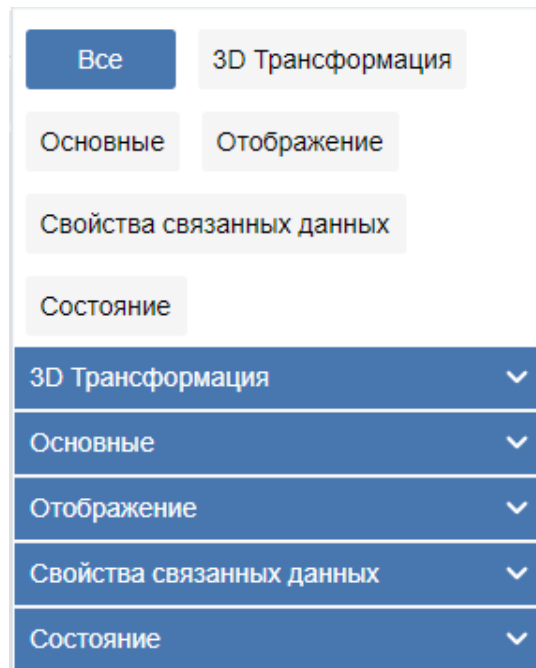 Все 3D Трансформация
Основные Отображение
Свойства связанных данных
Состояние
3D Трансформация
Основные
Отображение
Свойства связанных данных
Состояние